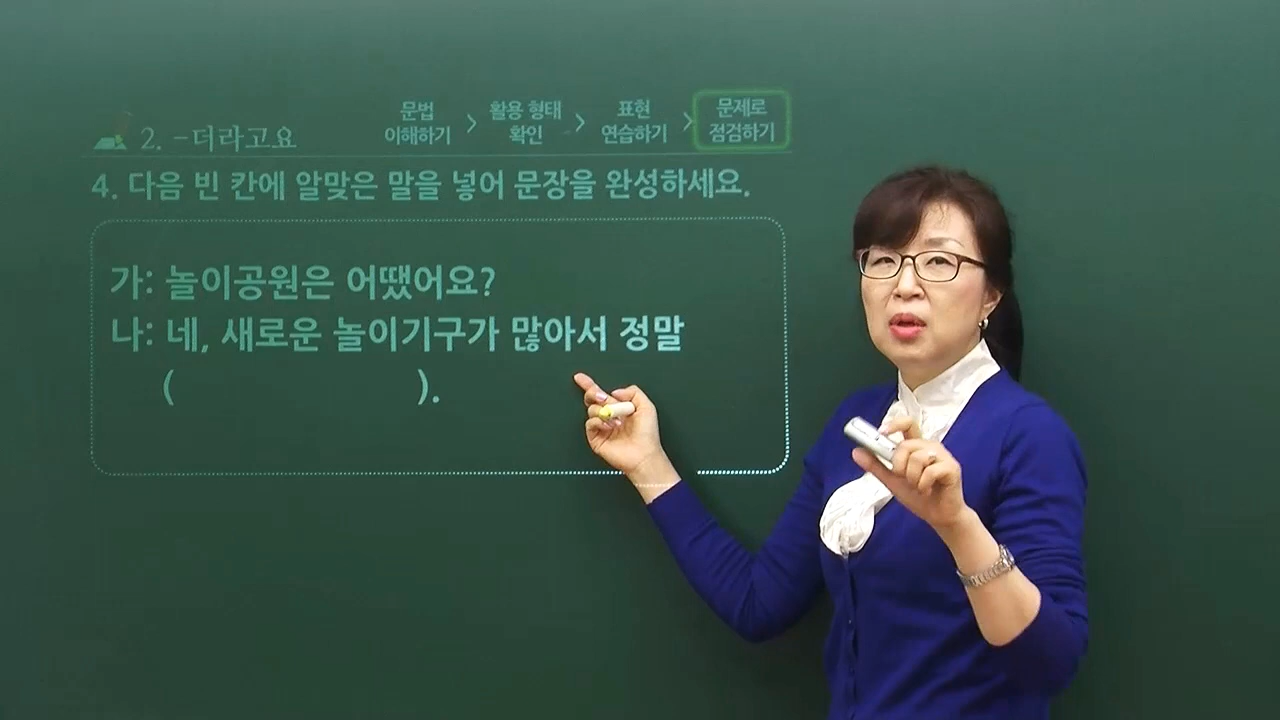 문법 이해하기 > 활용 형태 확인 > 표현 연습하기 > 문제로 점검하기
2. -더라고요
4. 다음 빈 칸에 알맞은 말을 넣어 문장을 완성하세요.
가: 놀이공원은 어땠어요?
나: 네, 새로운 놀이기구가 많아서 정말
( ).